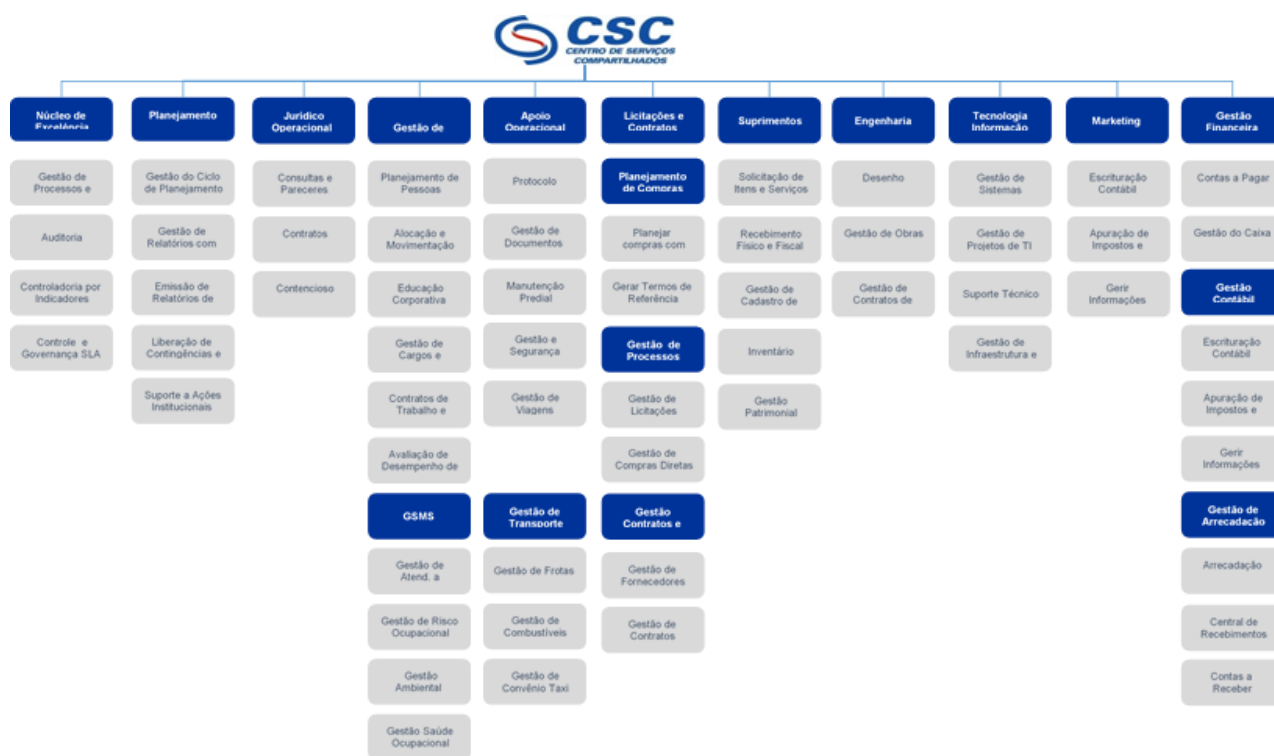 CSC
CENTRO DE SERVIÇOS
COMPARTILHADOS
Núcleo de
Excelência
Planejamento
Jurídico
Operacional
Gestão de
Apoio
Operacional
Licitações e
Contratos
Suprimentos
Engenharia
Tecnologia
Informação
Marketing
Gestão
Financeira
Gestão de
Processos e
Auditoria
Controladoria por
Indicadores
Controle e
Governança SLA
Gestão do Ciclo
de Planejamento
Gestão de
Relatórios com
Emissão de
Relatórios de
Liberação de
Contingências e
Suporte a Ações
Institucionais
Consultas e
Pareceres
Contratos
Contencioso
Planejamento de
Pessoas
Alocação e
Movimentação
Educação
Corporativa
Gestão de
Cargos e
Contratos de
Trabalho e
Avaliação de
Desempenho de
GSMS
Gestão de
Atend. a
Gestão de Risco
Ocupacional
Gestão
Ambiental
Gestão Saúde
Ocupacional
Protocolo
Gestão de
Documentos
Manutenção
Predial
Gestão e
Segurança
Gestão de
Viagens
Gestão de
Transporte
Gestão de Frotas
Gestão de
Combustíveis
Gestão de
Convênio Taxi
Planejamento
de Compras
Planejar
compras com
Gerar Termos de
Referência
Gestão de
Processos
Gestão de
Licitações
Gestão de
Compras Diretas
Gestão
Contratos e
Gestão de
Fornecedores
Gestão de
Contratos
Solicitação de
Itens e Serviços
Recebimento
Físico e Fiscal
Gestão de
Cadastro de
Inventário
Gestão
Patrimonial
Desenho
Gestão de Obras
Gestão de
Contratos de
Gestão de
Sistemas
Gestão de
Projetos de TI
Suporte Técnico
Gestão de
Infraestrutura e
Escrituração
Contábil
Apuração de
Impostos e
Gerir
Informações
Contas a Pagar
Gestão do Caixa
Gestão
Contábil
Escrituração
Contábil
Apuração de
Impostos e
Gerir
Informações
Gestão de
Arrecadação
Arrecadação
Central de
Recebimentos
Contas a
Receber